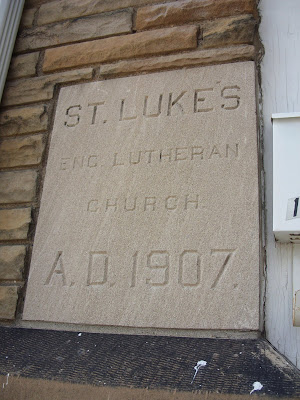 ST. LUKE'S
ENG. LUTHERAN
CHURCH.
A.D. 1907.